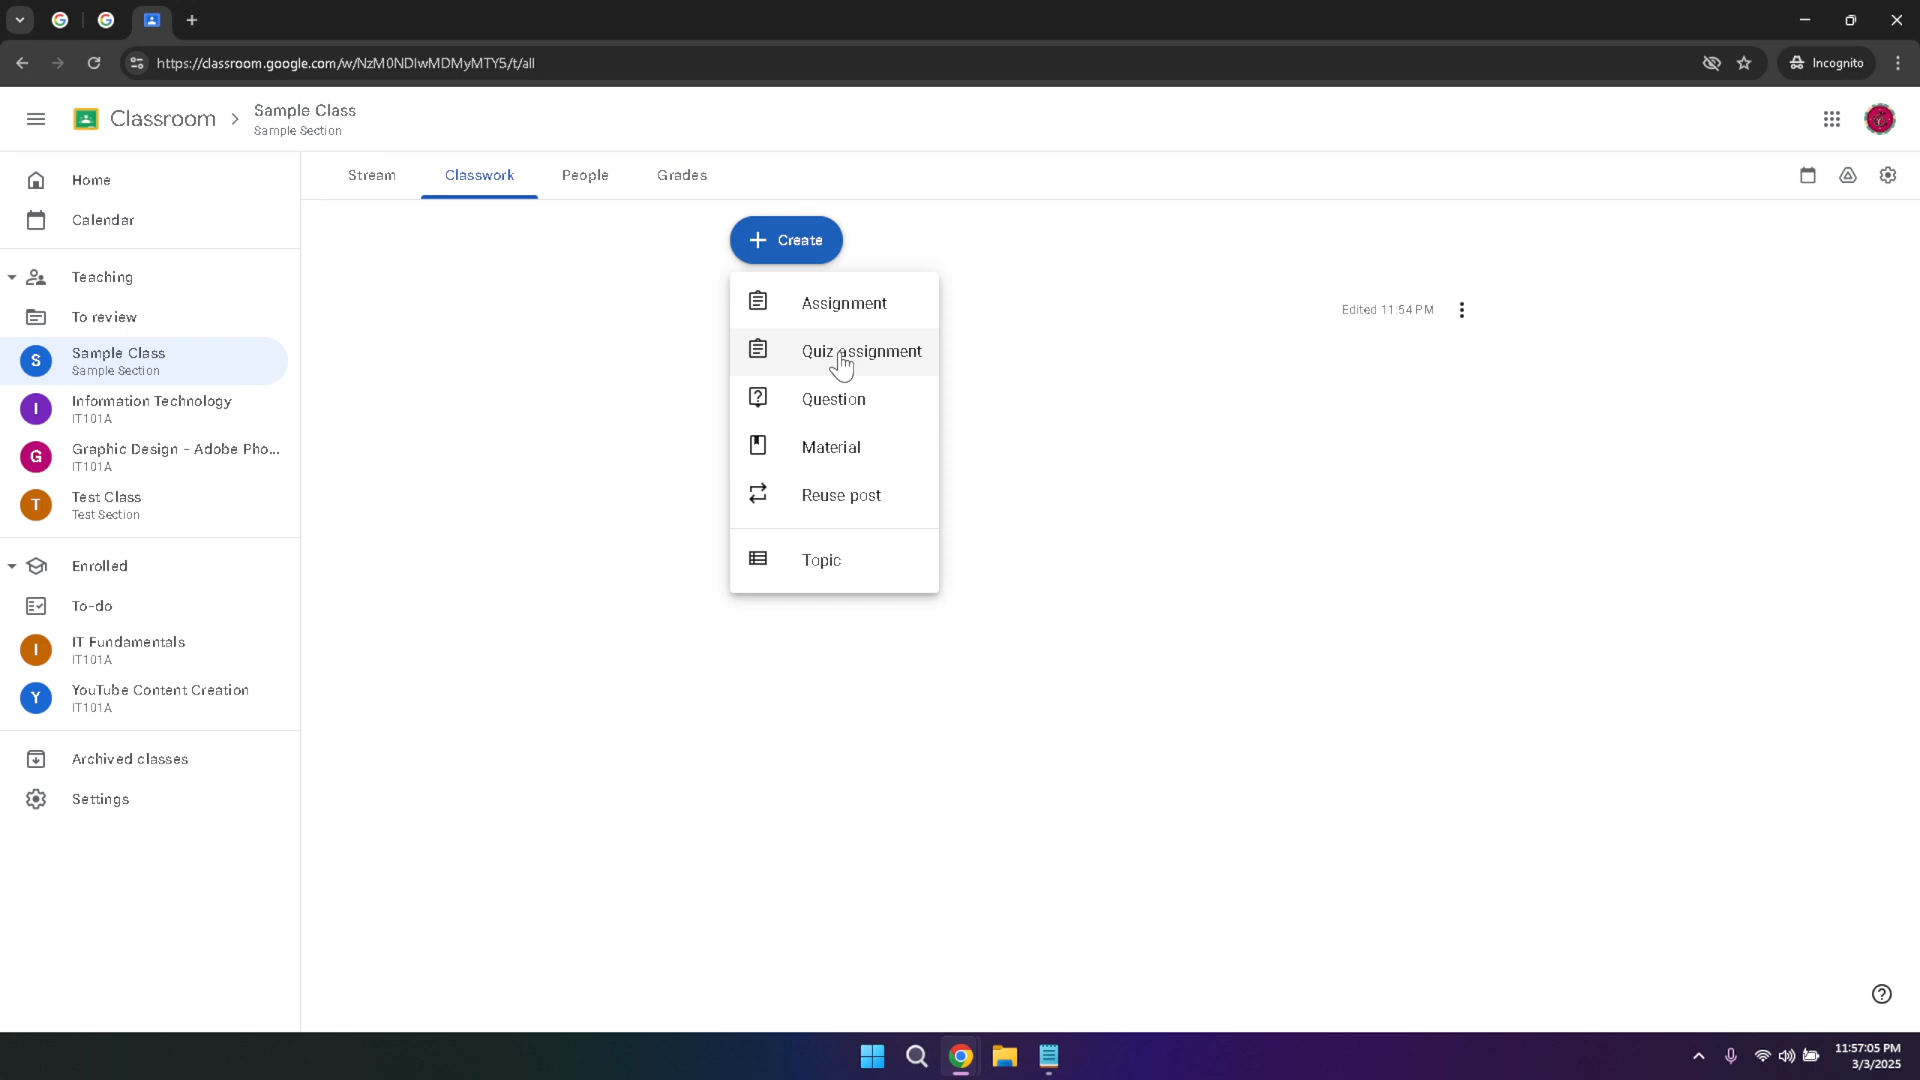 https://classroom.google.com/w/NzM0NDIwMDMyMTY5/t/all
Incognito
Classroom
Sample Class
Sample Section
Stream
Classwork
People
Grades
Home
Calendar
Teaching
To review
S
Sample Class
Sample Section
I
Information Technology
IT101A
G
Graphic Design - Adobe Pho...
IT101A
T
Test Class
Test Section
Enrolled
To-do
I
IT Fundamentals
IT101A
Y
YouTube Content Creation
IT101A
Archived classes
Settings
Create
Assignment
Quiz assignment
Question
Material
Reuse post
Topic
Edited 11:54 PM
11:57:05 PM
3/3/2025